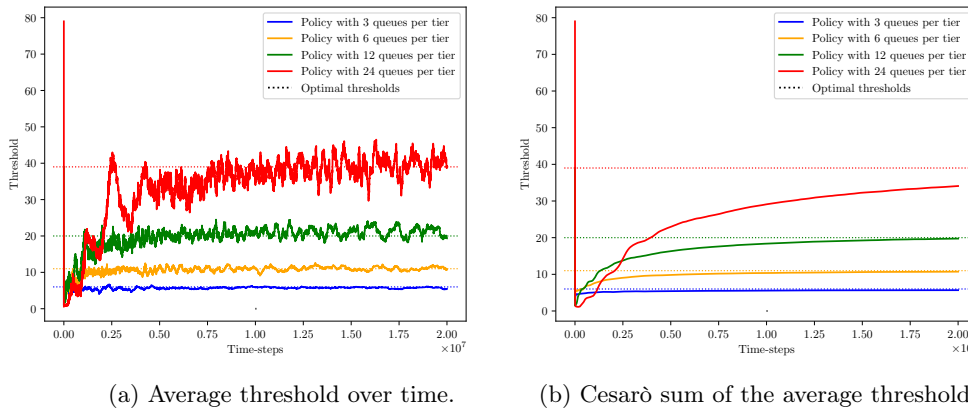 80
70
60
50
40
30
20
10
0
Threshold
Policy with 3 queues per tier
Policy with 6 queues per tier
Policy with 12 queues per tier
Policy with 24 queues per tier
Optimal thresholds
0.00 0.25 0.50 0.75 1.00 1.25 1.50 1.75 2.00
×10⁷
Time-steps
(a) Average threshold over time.
80
70
60
50
40
30
20
10
0
Threshold
Policy with 3 queues per tier
Policy with 6 queues per tier
Policy with 12 queues per tier
Policy with 24 queues per tier
Optimal thresholds
0.00 0.25 0.50 0.75 1.00 1.25 1.50 1.75 2.00
Time-steps
(b) Cesarò sum of the average threshold